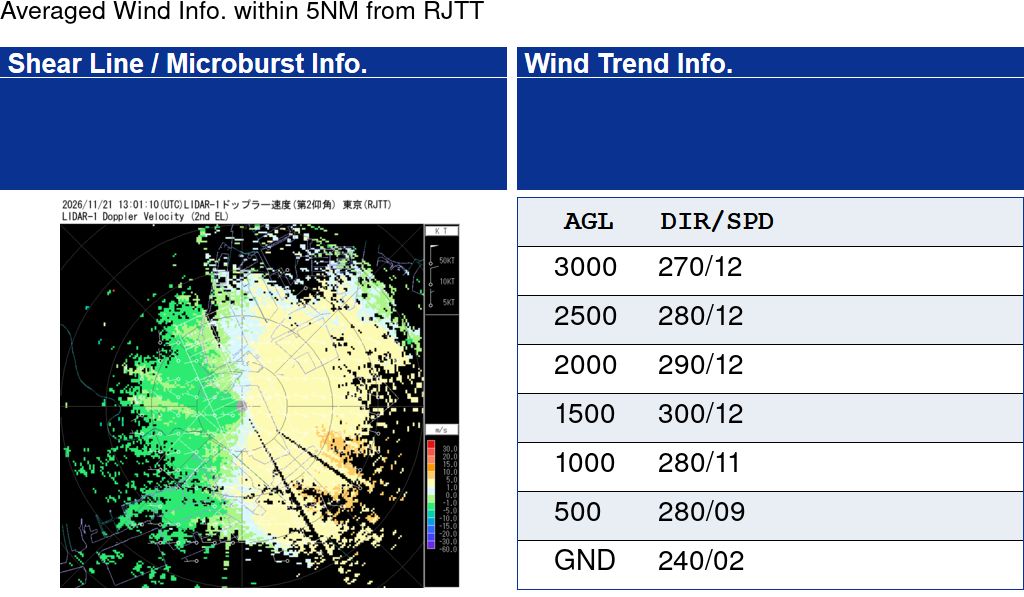 Averaged Wind Info. within 5NM from RJTT
Shear Line / Microburst Info.
Wind Trend Info.
2026/11/21 13:01:10(UTC)LIDAR-1ドップラー速度(第2仰角) 東京(RJTT)
LIDAR-1 Doppler Velocity (2nd EL)
KT
50KT
10KT
5KT
m/s
30.0
20.0
15.0
10.0
5.0
1.0
0.0
-1.0
-5.0
-10.0
-15.0
-20.0
-30.0
-60.0
AGL DIR/SPD
3000 270/12
2500 280/12
2000 290/12
1500 300/12
1000 280/11
500 280/09
GND 240/02